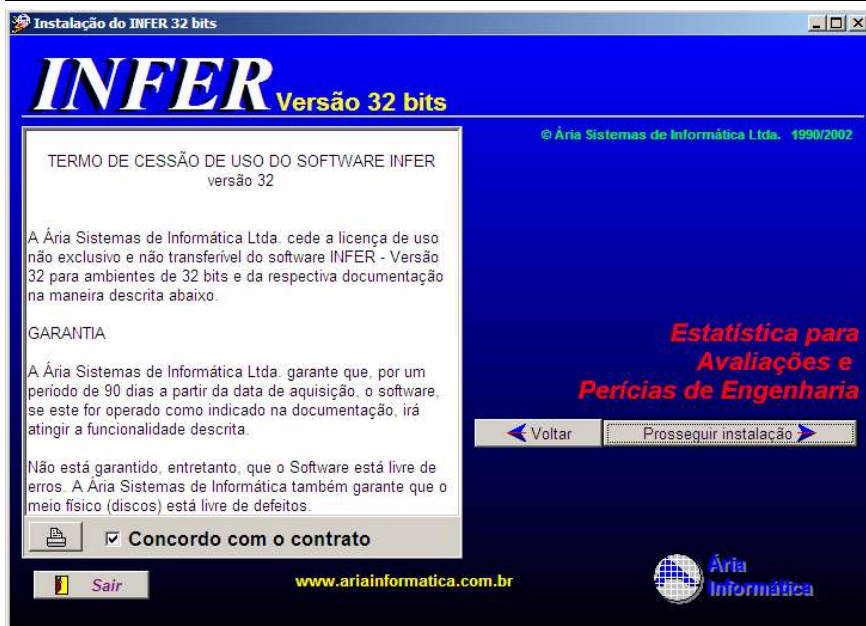 Instalação do INFER 32 bits
INFER Versão 32 bits
© Ária Sistemas de Informática Ltda. 1990/2002
TERMO DE CESSÃO DE USO DO SOFTWARE INFER
versão 32
A Ária Sistemas de Informática Ltda. cede a licença de uso
não exclusivo e não transferível do software INFER - Versão
32 para ambientes de 32 bits e da respectiva documentação
na maneira descrita abaixo.
GARANTIA
A Ária Sistemas de Informática Ltda. garante que, por um
período de 90 dias a partir da data de aquisição, o software,
se este for operado como indicado na documentação, irá
atingir a funcionalidade descrita.
Não está garantido, entretanto, que o Software está livre de
erros. A Ária Sistemas de Informática também garante que o
meio físico (discos) está livre de defeitos.
Estatística para
Avaliações e
Perícias de Engenharia
Voltar
Prosseguir instalação
Concordo com o contrato
Sair
www.ariainformatica.com.br
Ária
Informática